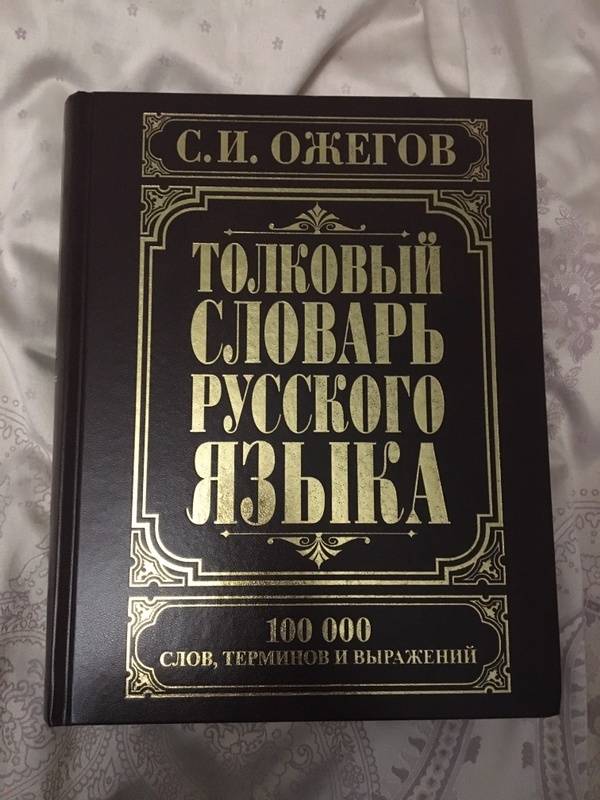 С. И. ОЖЕГОВ
ТОЛКОВЫЙ
СЛОВАРЬ
РУССКОГО
ЯЗЫКА
100 000
СЛОВ, ТЕРМИНОВ И ВЫРАЖЕНИЙ